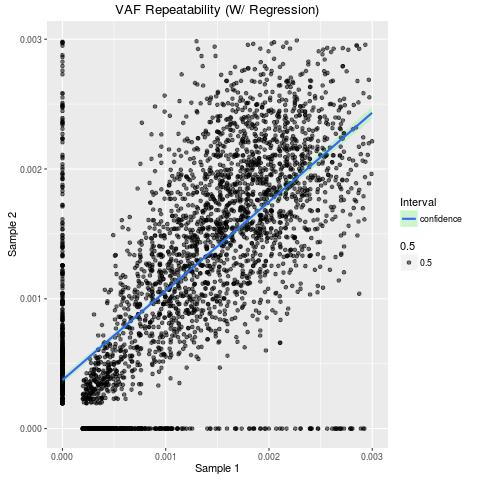 VAF Repeatability (W/ Regression)
0.003
0.002
0.001
0.000
Sample 2
0.000 0.001 0.002 0.003
Sample 1
Interval
confidence
0.5
0.5